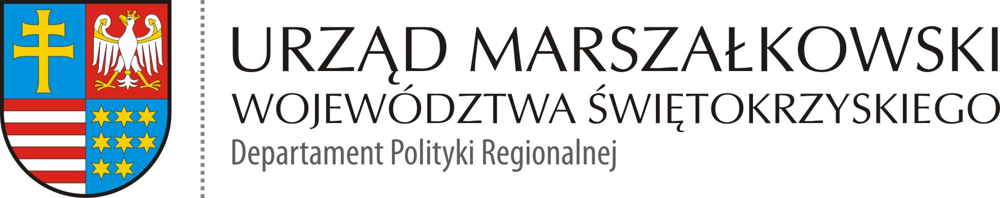 URZĄD MARSZAŁKOWSKI
WOJEWÓDZTWA ŚWIĘTOKRZYSKIEGO
Departament Polityki Regionalnej